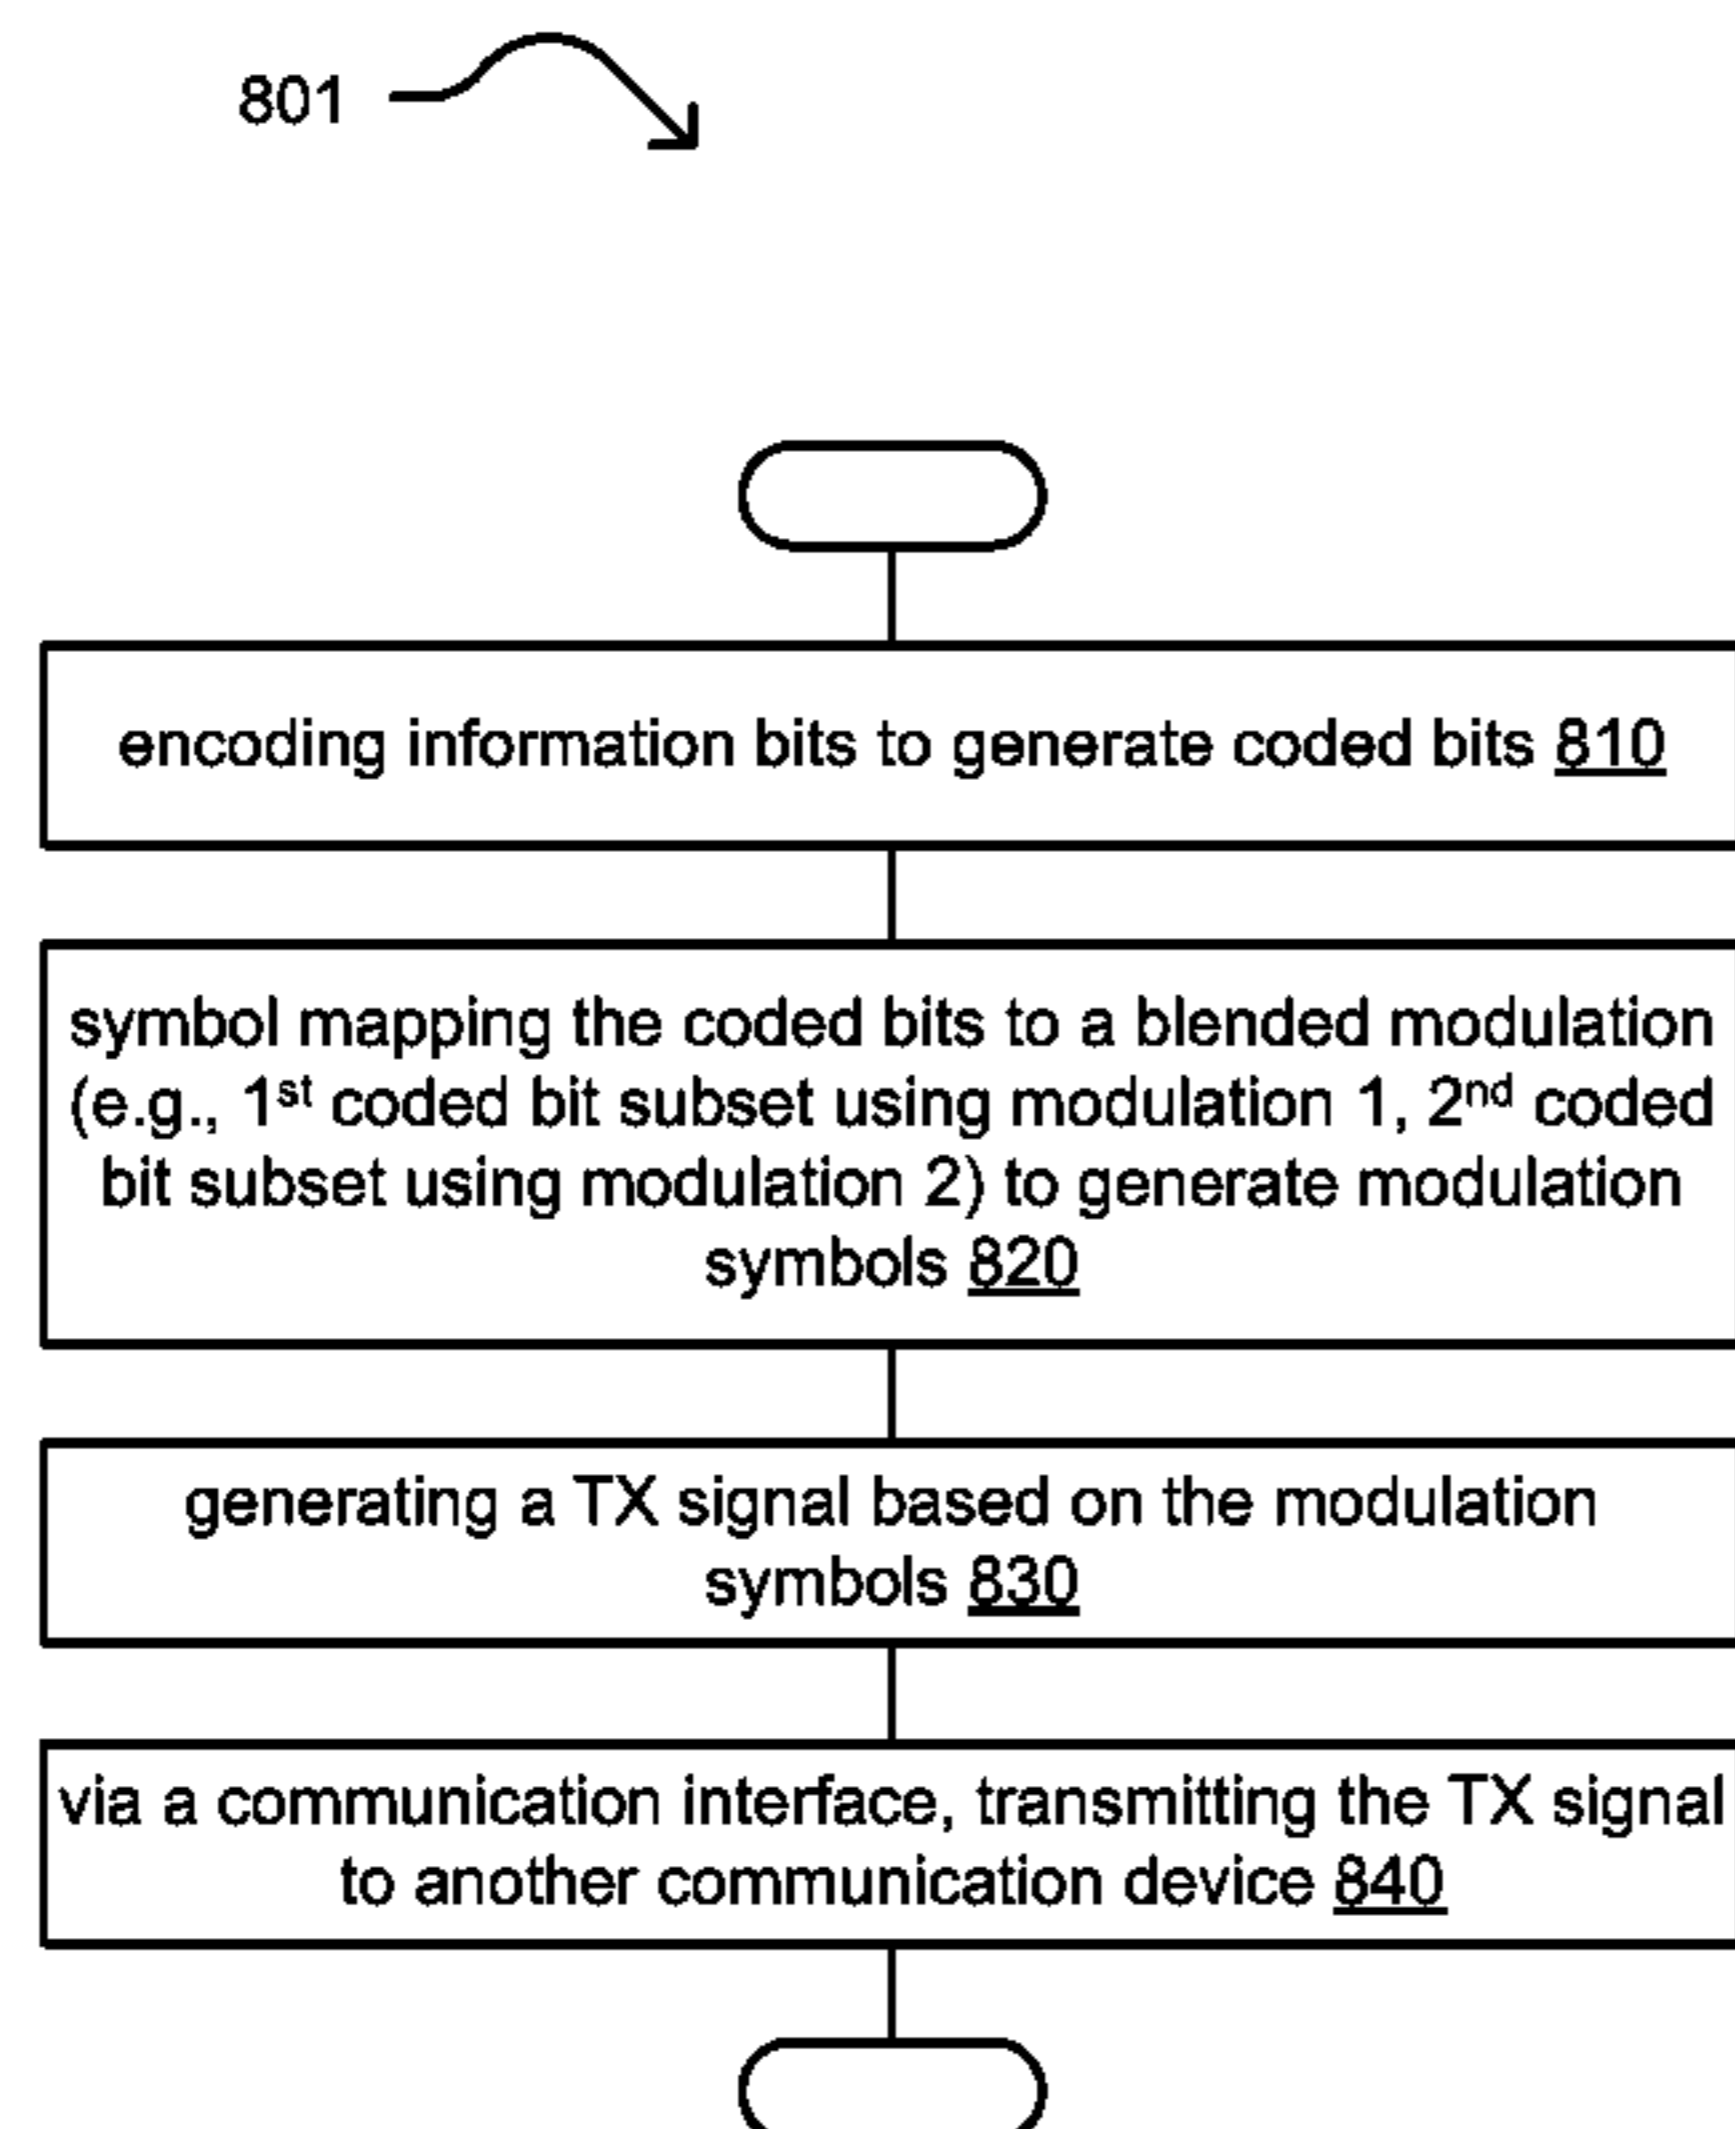 801
encoding information bits to generate coded bits 810
symbol mapping the coded bits to a blended modulation
(e.g., 1st coded bit subset using modulation 1, 2nd coded
bit subset using modulation 2) to generate modulation
symbols 820
generating a TX signal based on the modulation
symbols 830
via a communication interface, transmitting the TX signal
to another communication device 840